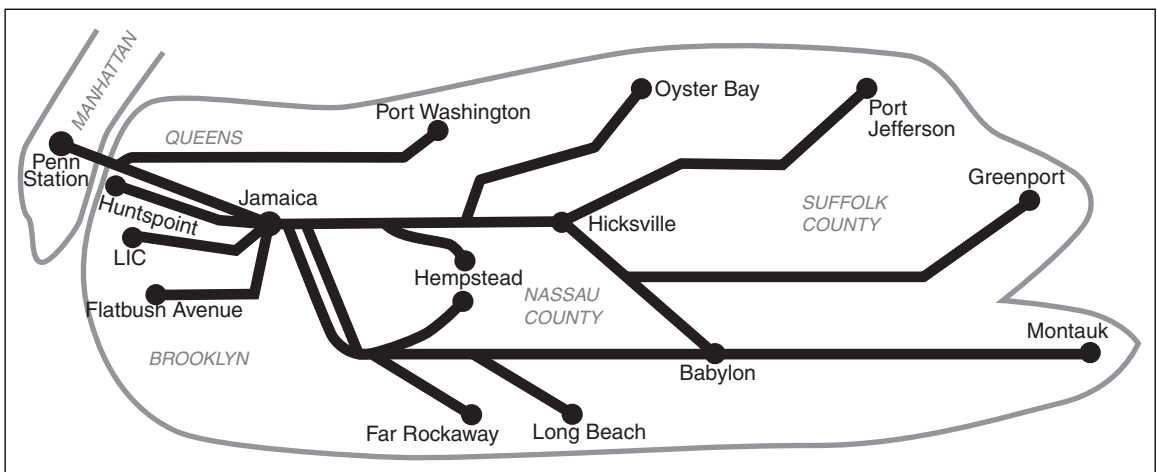 MANHATTAN
Oyster Bay
Port Washington
Port
Jefferson
QUEENS
Penn
Station
Greenport
Jamaica
Huntspoint
SUFFOLK
COUNTY
Hicksville
LIC
Hempstead
NASSAU
COUNTY
Flatbush Avenue
Montauk
BROOKLYN
Babylon
Far Rockaway
Long Beach